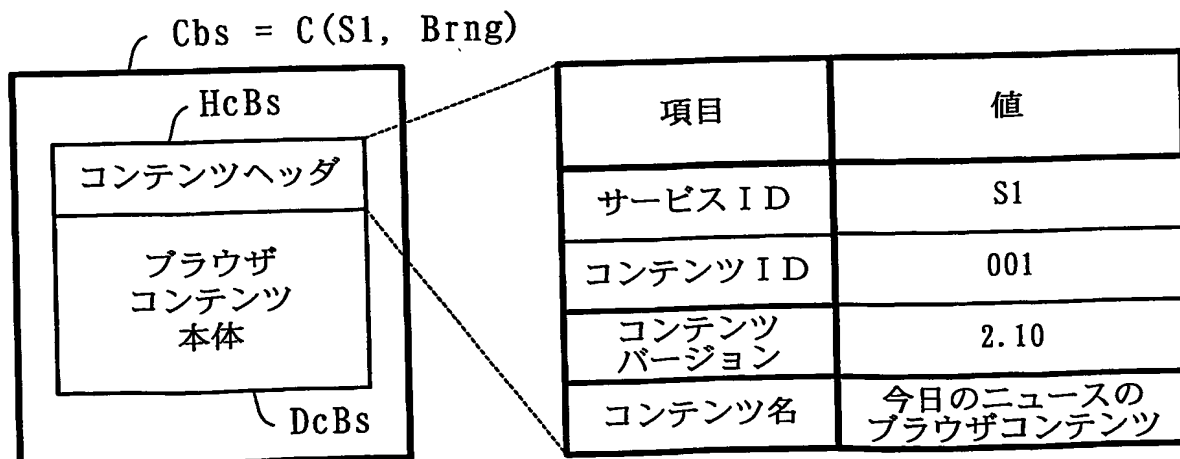 Cbs = C(S1, Brng)
HcBs
コンテンツヘッダ
ブラウザ
コンテンツ
本体
DcBs
項目
値
サービスＩＤ
S1
コンテンツＩＤ
001
コンテンツ
バージョン
2.10
コンテンツ名
今日のニュースの
ブラウザコンテンツ